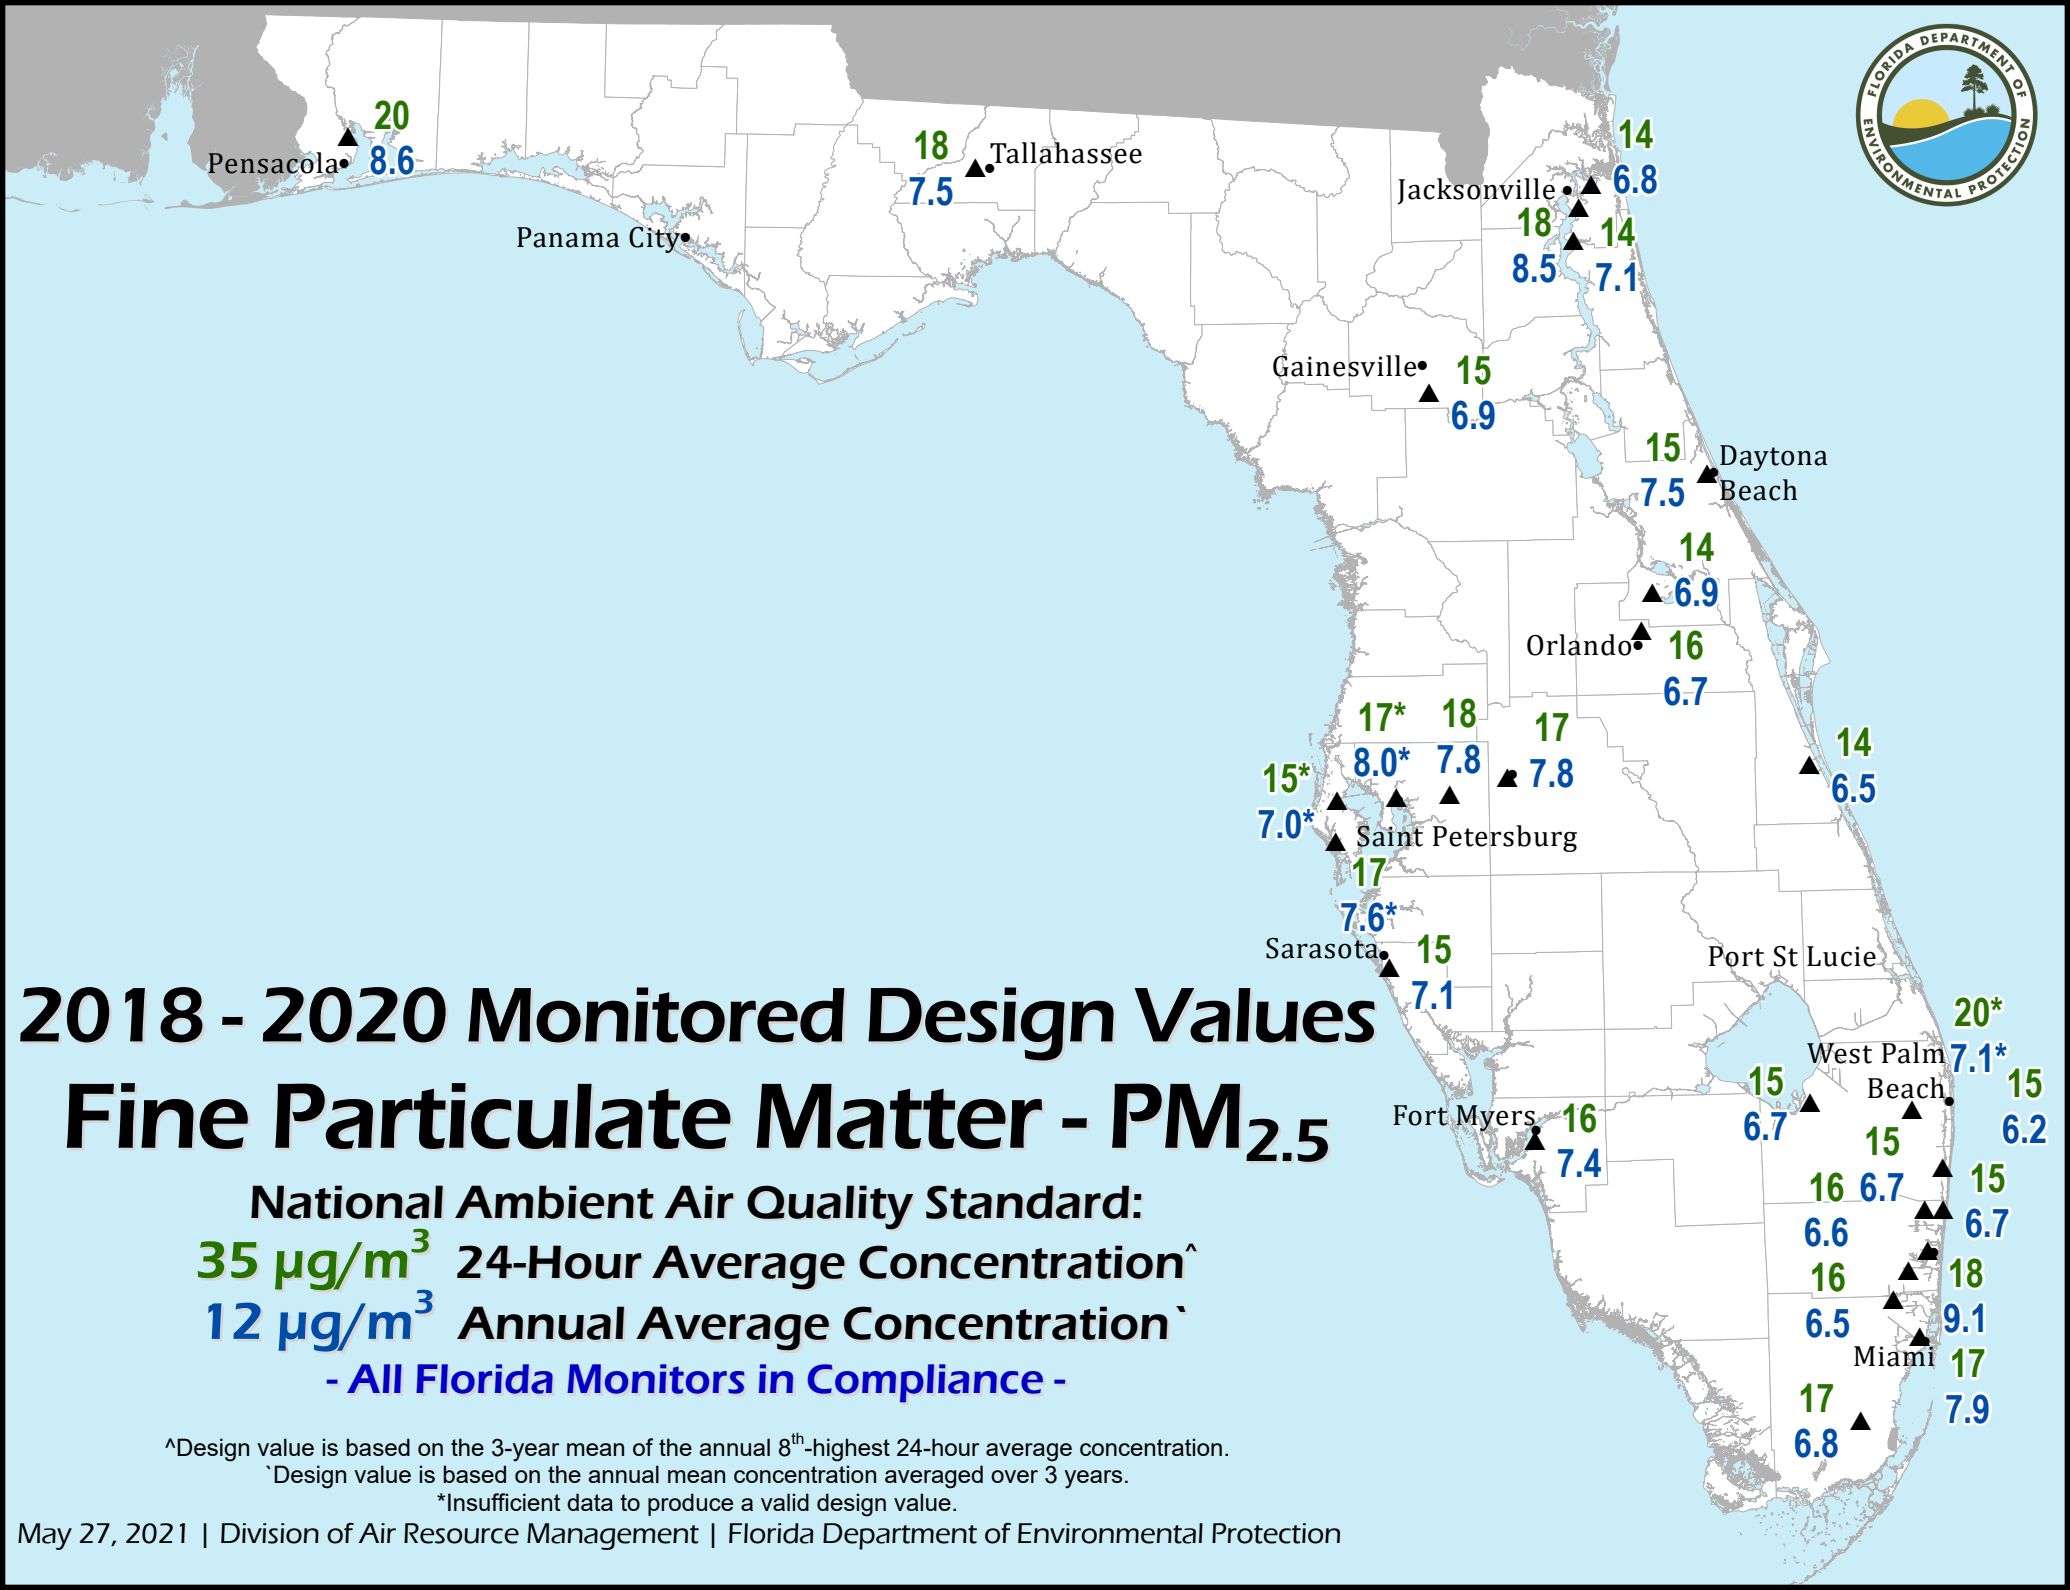 FLORIDA DEPARTMENT OF
ENVIRONMENTAL PROTECTION
20
Pensacola 8.6
18
Tallahassee
7.5
Panama City
14
Jacksonville 6.8
18
14
8.5
7.1
Gainesville 15
6.9
15
Daytona
Beach
7.5
14
6.9
Orlando 16
6.7
17* 18 17
8.0* 7.8 7.8
15*
7.0*
14
6.5
Saint Petersburg
17
7.6*
Sarasota 15
7.1
Port St Lucie
20*
West Palm 7.1*
Beach
15
6.2
15
6.7
Fort Myers 16
7.4
15
6.7
16
6.6
15
6.7
16
6.5
18
9.1
Miami 17
7.9
17
6.8
2018 - 2020 Monitored Design Values
Fine Particulate Matter - PM2.5
National Ambient Air Quality Standard:
35 µg/m3 24-Hour Average Concentration^
12 µg/m3 Annual Average Concentration`
- All Florida Monitors in Compliance -
^Design value is based on the 3-year mean of the annual 8th-highest 24-hour average concentration.
`Design value is based on the annual mean concentration averaged over 3 years.
*Insufficient data to produce a valid design value.
May 27, 2021 | Division of Air Resource Management | Florida Department of Environmental Protection